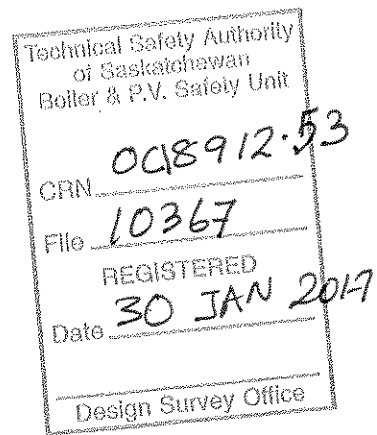 Technical Safety Authority
of Saskatchewan
Boiler & P.V. Safety Unit
CRN 0C18912.53
File 10367
REGISTERED
Date 30 JAN 2017
Design Survey Office